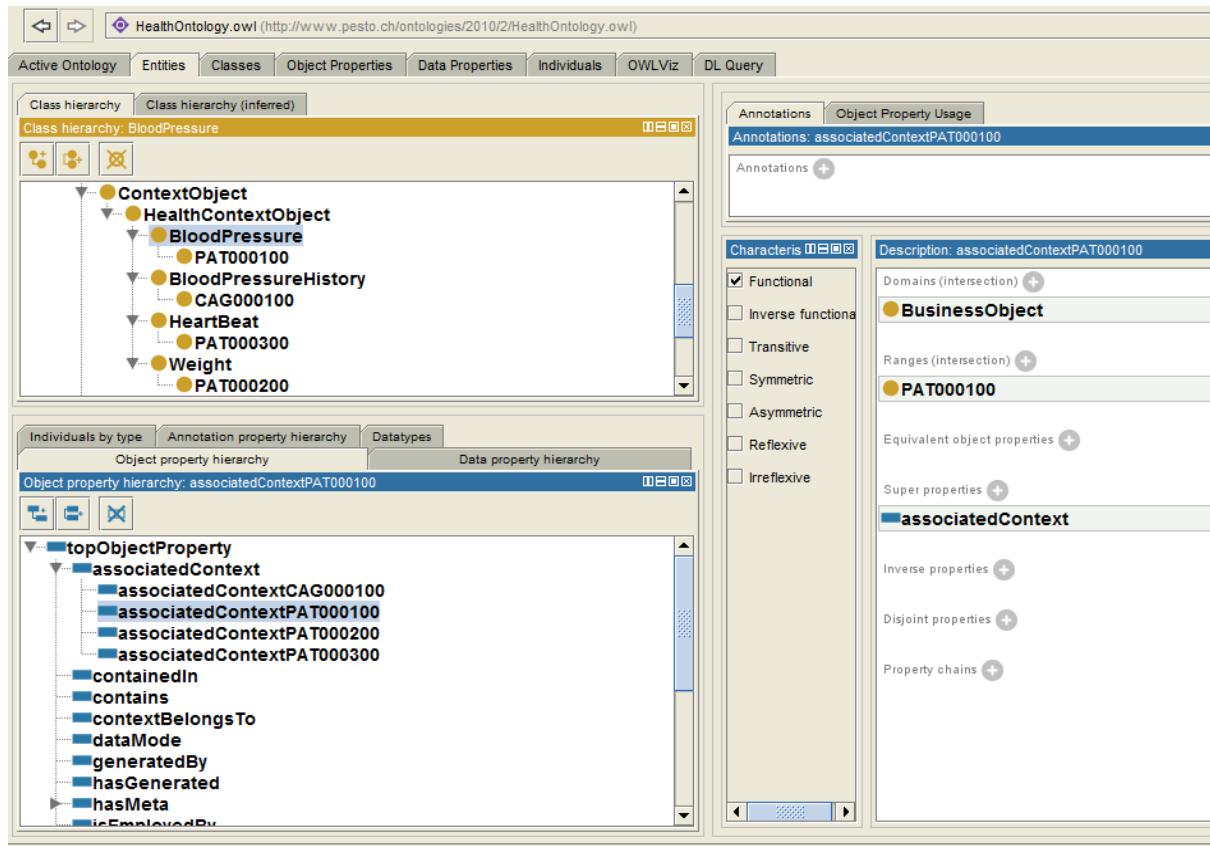 HealthOntology.owl (http://www.pesto.ch/ontologies/2010/2/HealthOntology.owl)
Active Ontology Entities Classes Object Properties Data Properties Individuals OWLViz DL Query
Class hierarchy Class hierarchy (inferred)
Class hierarchy: BloodPressure
ContextObject
HealthContextObject
BloodPressure
PAT000100
BloodPressureHistory
CAG000100
HeartBeat
PAT000300
Weight
PAT000200
Individuals by type Annotation property hierarchy Datatypes
Object property hierarchy Data property hierarchy
Object property hierarchy: associatedContextPAT000100
topObjectProperty
associatedContext
associatedContextCAG000100
associatedContextPAT000100
associatedContextPAT000200
associatedContextPAT000300
containedIn
contains
contextBelongsTo
dataMode
generatedBy
hasGenerated
hasMeta
isEmployedBy
Annotations Object Property Usage
Annotations: associatedContextPAT000100
Annotations
Characteris
Functional
Inverse functiona
Transitive
Symmetric
Asymmetric
Reflexive
Irreflexive
Description: associatedContextPAT000100
Domains (intersection)
BusinessObject
Ranges (intersection)
PAT000100
Equivalent object properties
Super properties
associatedContext
Inverse properties
Disjoint properties
Property chains